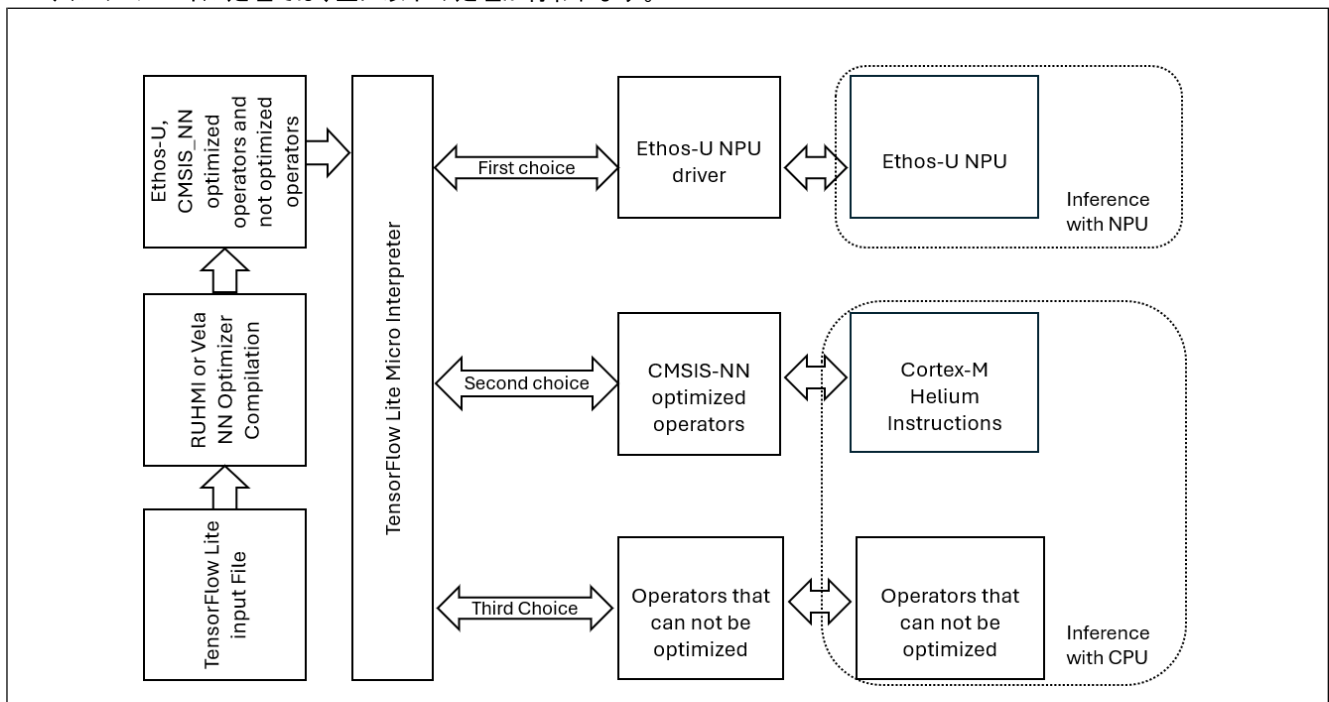 Ethos-U,
CMSIS_NN
optimized
operators and
not optimized
operators
RUHMI or Vela
NN Optimizer
Compilation
TensorFlow Lite
input File
TensorFlow Lite Micro Interpreter
First choice
Ethos-U NPU
driver
Ethos-U NPU
Inference
with NPU
Second choice
CMSIS-NN
optimized
operators
Cortex-M
Helium
Instructions
Third Choice
Operators that
can not be
optimized
Operators that
can not be
optimized
Inference
with CPU